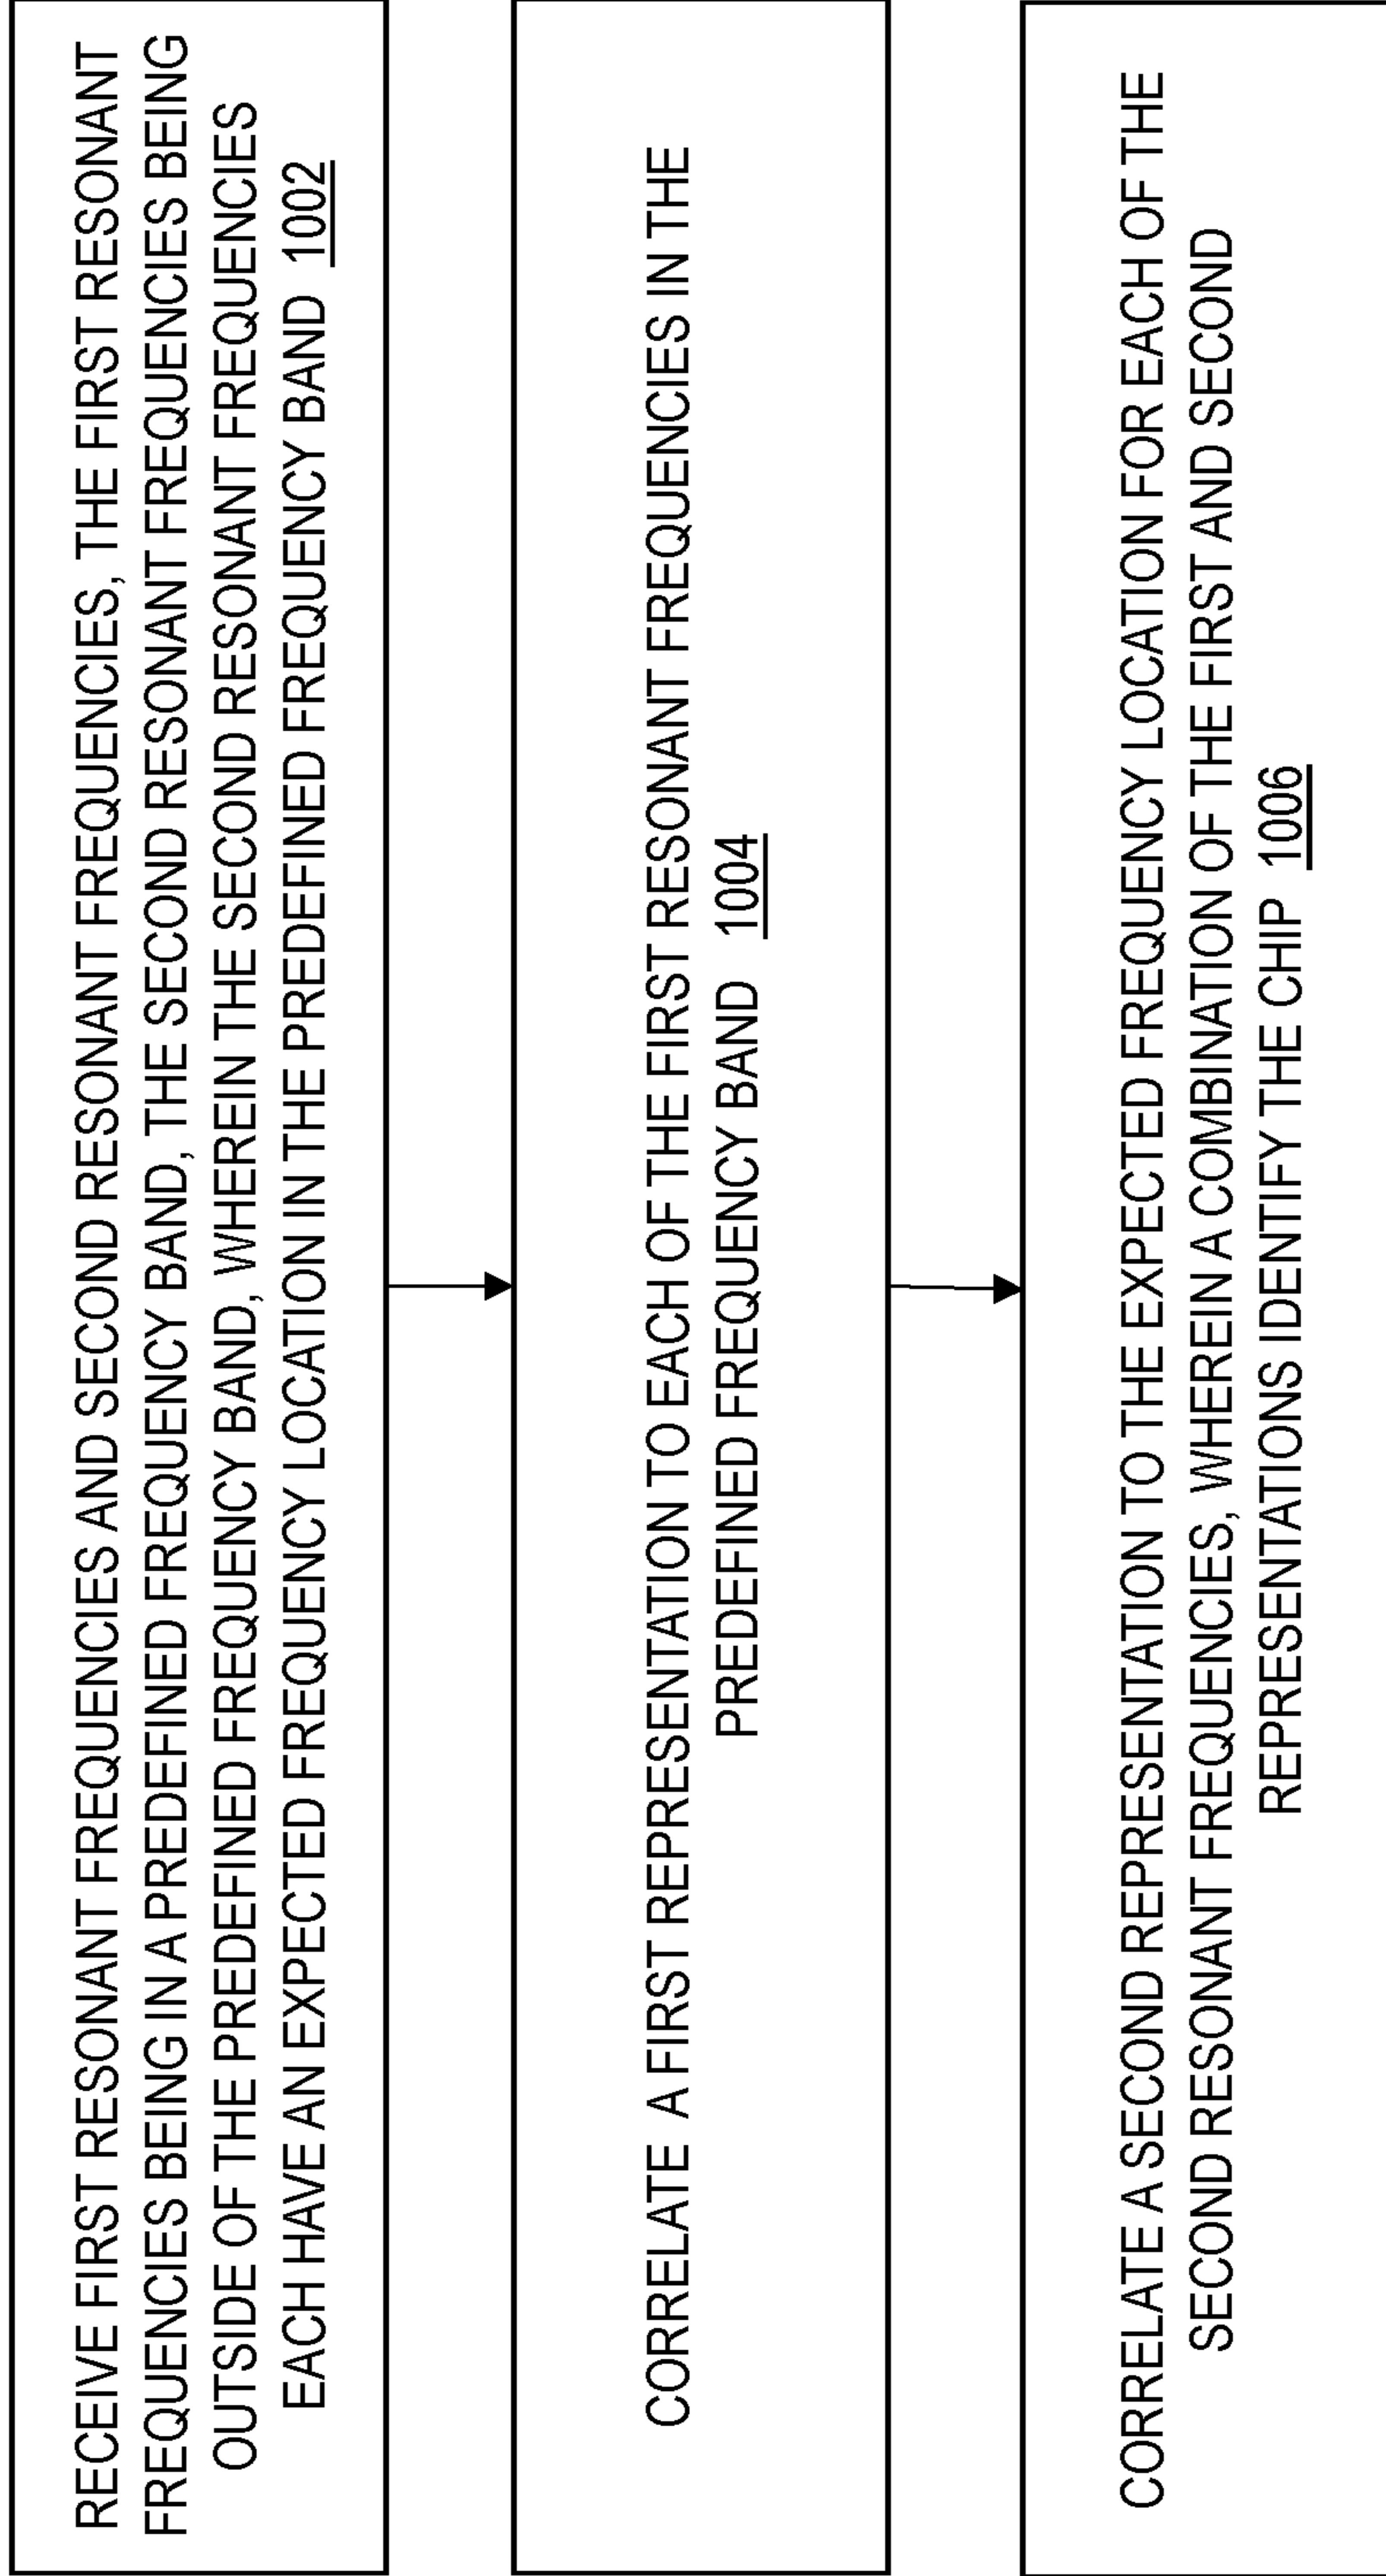 RECEIVE FIRST RESONANT FREQUENCIES AND SECOND RESONANT FREQUENCIES, THE FIRST RESONANT
FREQUENCIES BEING IN A PREDEFINED FREQUENCY BAND, THE SECOND RESONANT FREQUENCIES BEING
OUTSIDE OF THE PREDEFINED FREQUENCY BAND, WHEREIN THE SECOND RESONANT FREQUENCIES
EACH HAVE AN EXPECTED FREQUENCY LOCATION IN THE PREDEFINED FREQUENCY BAND 1002
CORRELATE A FIRST REPRESENTATION TO EACH OF THE FIRST RESONANT FREQUENCIES IN THE
PREDEFINED FREQUENCY BAND 1004
CORRELATE A SECOND REPRESENTATION TO THE EXPECTED FREQUENCY LOCATION FOR EACH OF THE
SECOND RESONANT FREQUENCIES, WHEREIN A COMBINATION OF THE FIRST AND SECOND
REPRESENTATIONS IDENTIFY THE CHIP 1006